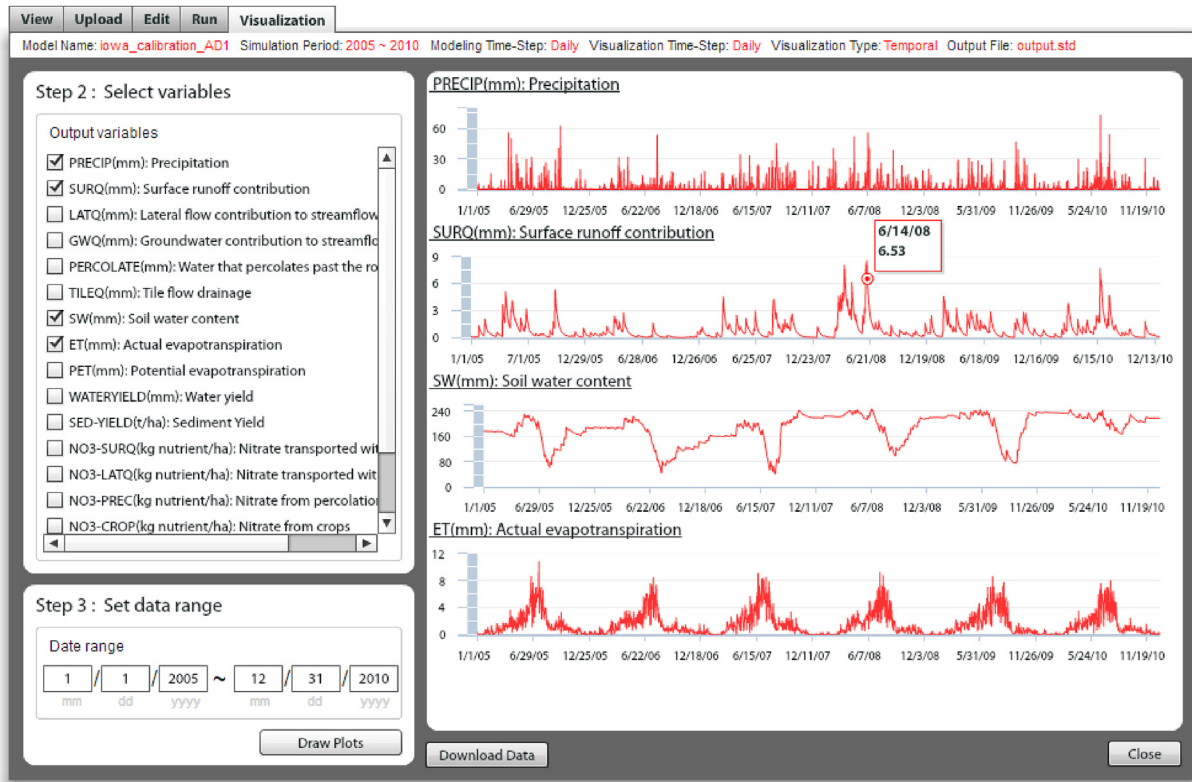 View Upload Edit Run Visualization
Model Name: iowa_calibration_AD1 Simulation Period: 2005 ~ 2010 Modeling Time-Step: Daily Visualization Time-Step: Daily Visualization Type: Temporal Output File: output.std
Step 2 : Select variables
Output variables
PRECIP(mm): Precipitation
SURQ(mm): Surface runoff contribution
LATQ(mm): Lateral flow contribution to streamflow
GWQ(mm): Groundwater contribution to streamflo
PERCOLATE(mm): Water that percolates past the ro
TILEQ(mm): Tile flow drainage
SW(mm): Soil water content
ET(mm): Actual evapotranspiration
PET(mm): Potential evapotranspiration
WATERYIELD(mm): Water yield
SED-YIELD(t/ha): Sediment Yield
NO3-SURQ(kg nutrient/ha): Nitrate transported wit
NO3-LATQ(kg nutrient/ha): Nitrate transported wit
NO3-PREC(kg nutrient/ha): Nitrate from percolation
NO3-CROP(kg nutrient/ha): Nitrate from crops
Step 3 : Set data range
Date range
1 / 1 / 2005 ~ 12 / 31 / 2010
mm dd yyyy mm dd yyyy
Draw Plots
PRECIP(mm): Precipitation
60
30
0
1/1/05 6/29/05 12/25/05 6/22/06 12/18/06 6/15/07 12/11/07 6/7/08 12/3/08 5/31/09 11/26/09 5/24/10 11/19/10
SURQ(mm): Surface runoff contribution
6/14/08
6.53
9
6
3
0
1/1/05 7/1/05 12/29/05 6/28/06 12/26/06 6/25/07 12/23/07 6/21/08 12/19/08 6/18/09 12/16/09 6/15/10 12/13/10
SW(mm): Soil water content
240
160
80
0
1/1/05 6/29/05 12/25/05 6/22/06 12/18/06 6/15/07 12/11/07 6/7/08 12/3/08 5/31/09 11/26/09 5/24/10 11/19/10
ET(mm): Actual evapotranspiration
12
8
4
0
1/1/05 6/29/05 12/25/05 6/22/06 12/18/06 6/15/07 12/11/07 6/7/08 12/3/08 5/31/09 11/26/09 5/24/10 11/19/10
Download Data
Close